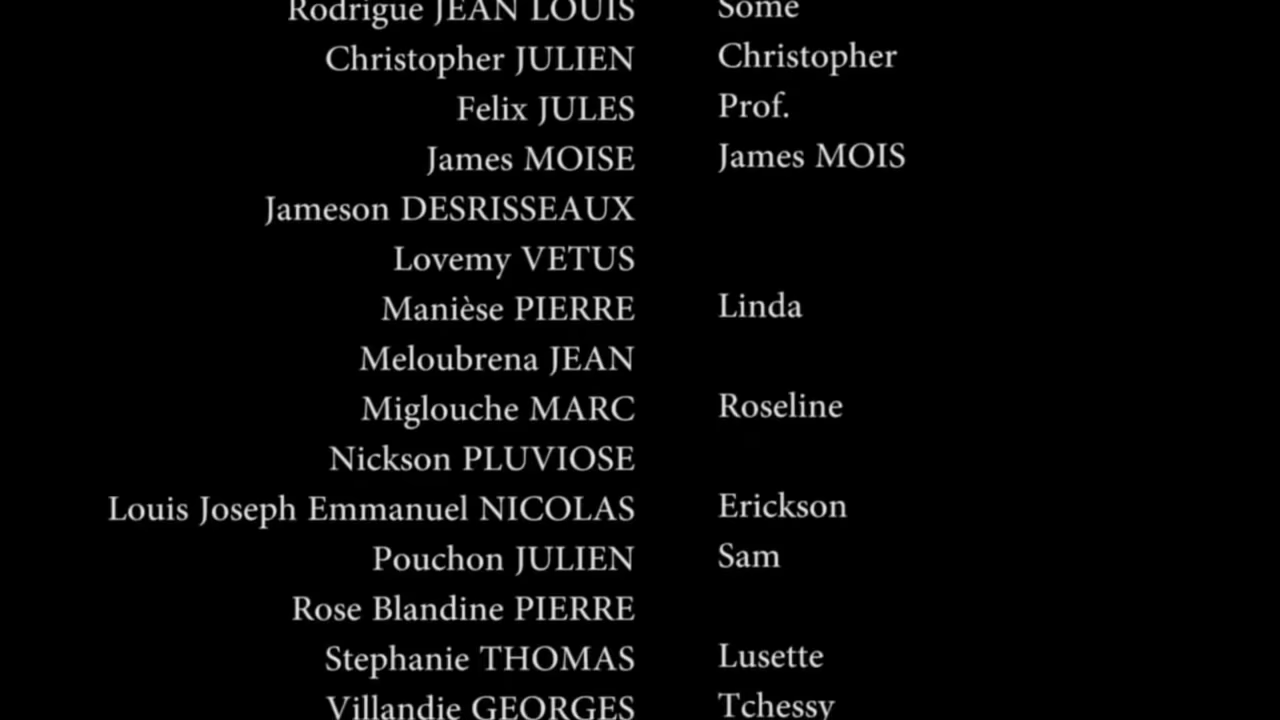 Rodrigue JEAN LOUIS Some
Christopher JULIEN Christopher
Felix JULES Prof.
James MOISE James MOIS
Jameson DESRISSEAUX
Lovemy VETUS
Manièse PIERRE Linda
Meloubrena JEAN
Miglouche MARC Roseline
Nickson PLUVIOSE
Louis Joseph Emmanuel NICOLAS Erickson
Pouchon JULIEN Sam
Rose Blandine PIERRE
Stephanie THOMAS Lusette
Villandie GEORGES Tchessy